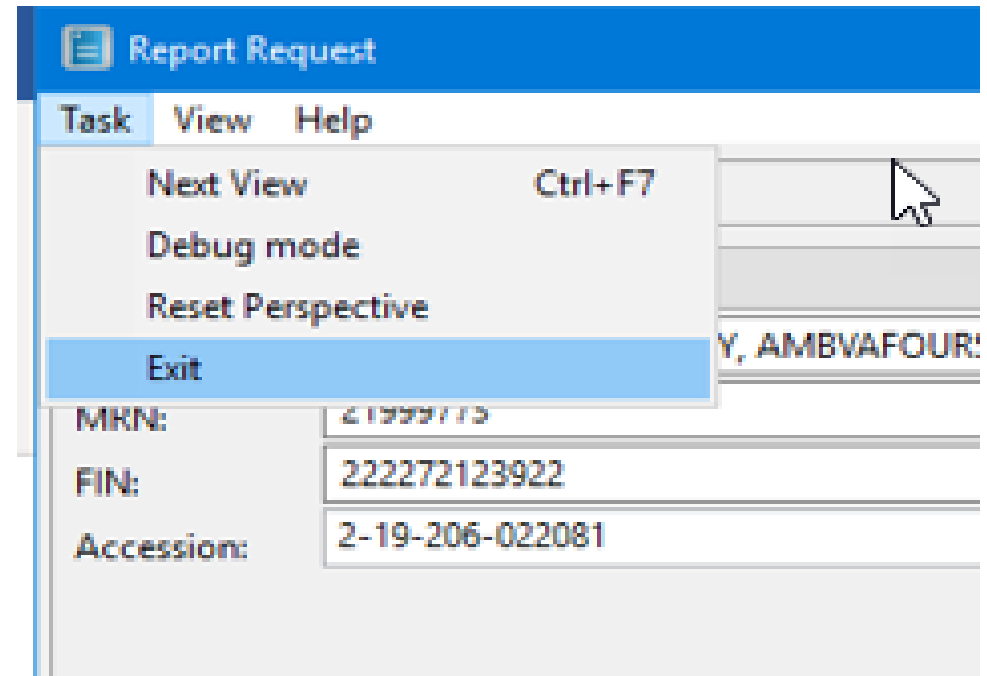 Report Request
Task View Help
Next View Ctrl+F7
Debug mode
Reset Perspective
Exit
Y, AMBVAFOURS
MRN: 21999775
FIN: 222272123922
Accession: 2-19-206-022081